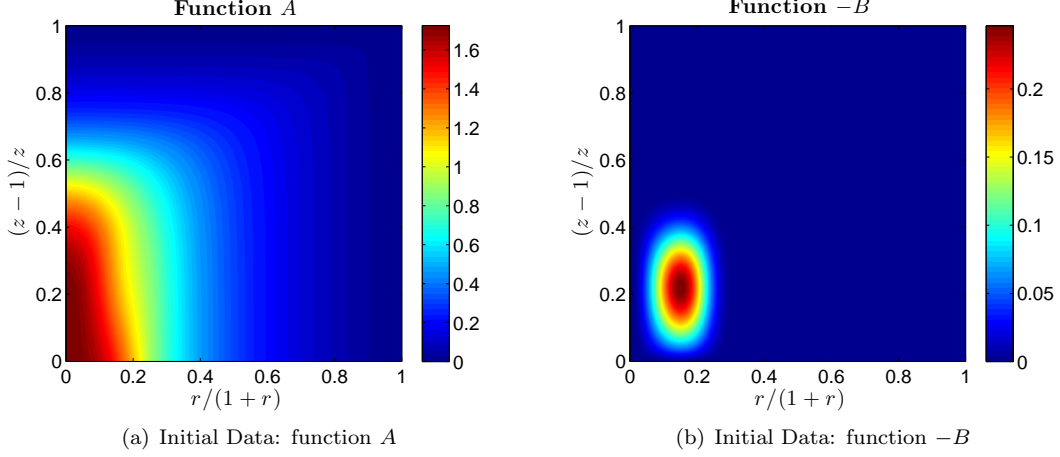 Function A
1
0.8
0.6
0.4
0.2
0
0 0.2 0.4 0.6 0.8 1
(z − 1)/z
r/(1 + r)
1.6
1.4
1.2
1
0.8
0.6
0.4
0.2
0
(a) Initial Data: function A
Function −B
1
0.8
0.6
0.4
0.2
0
0 0.2 0.4 0.6 0.8 1
(z − 1)/z
r/(1 + r)
0.2
0.15
0.1
0.05
0
(b) Initial Data: function −B